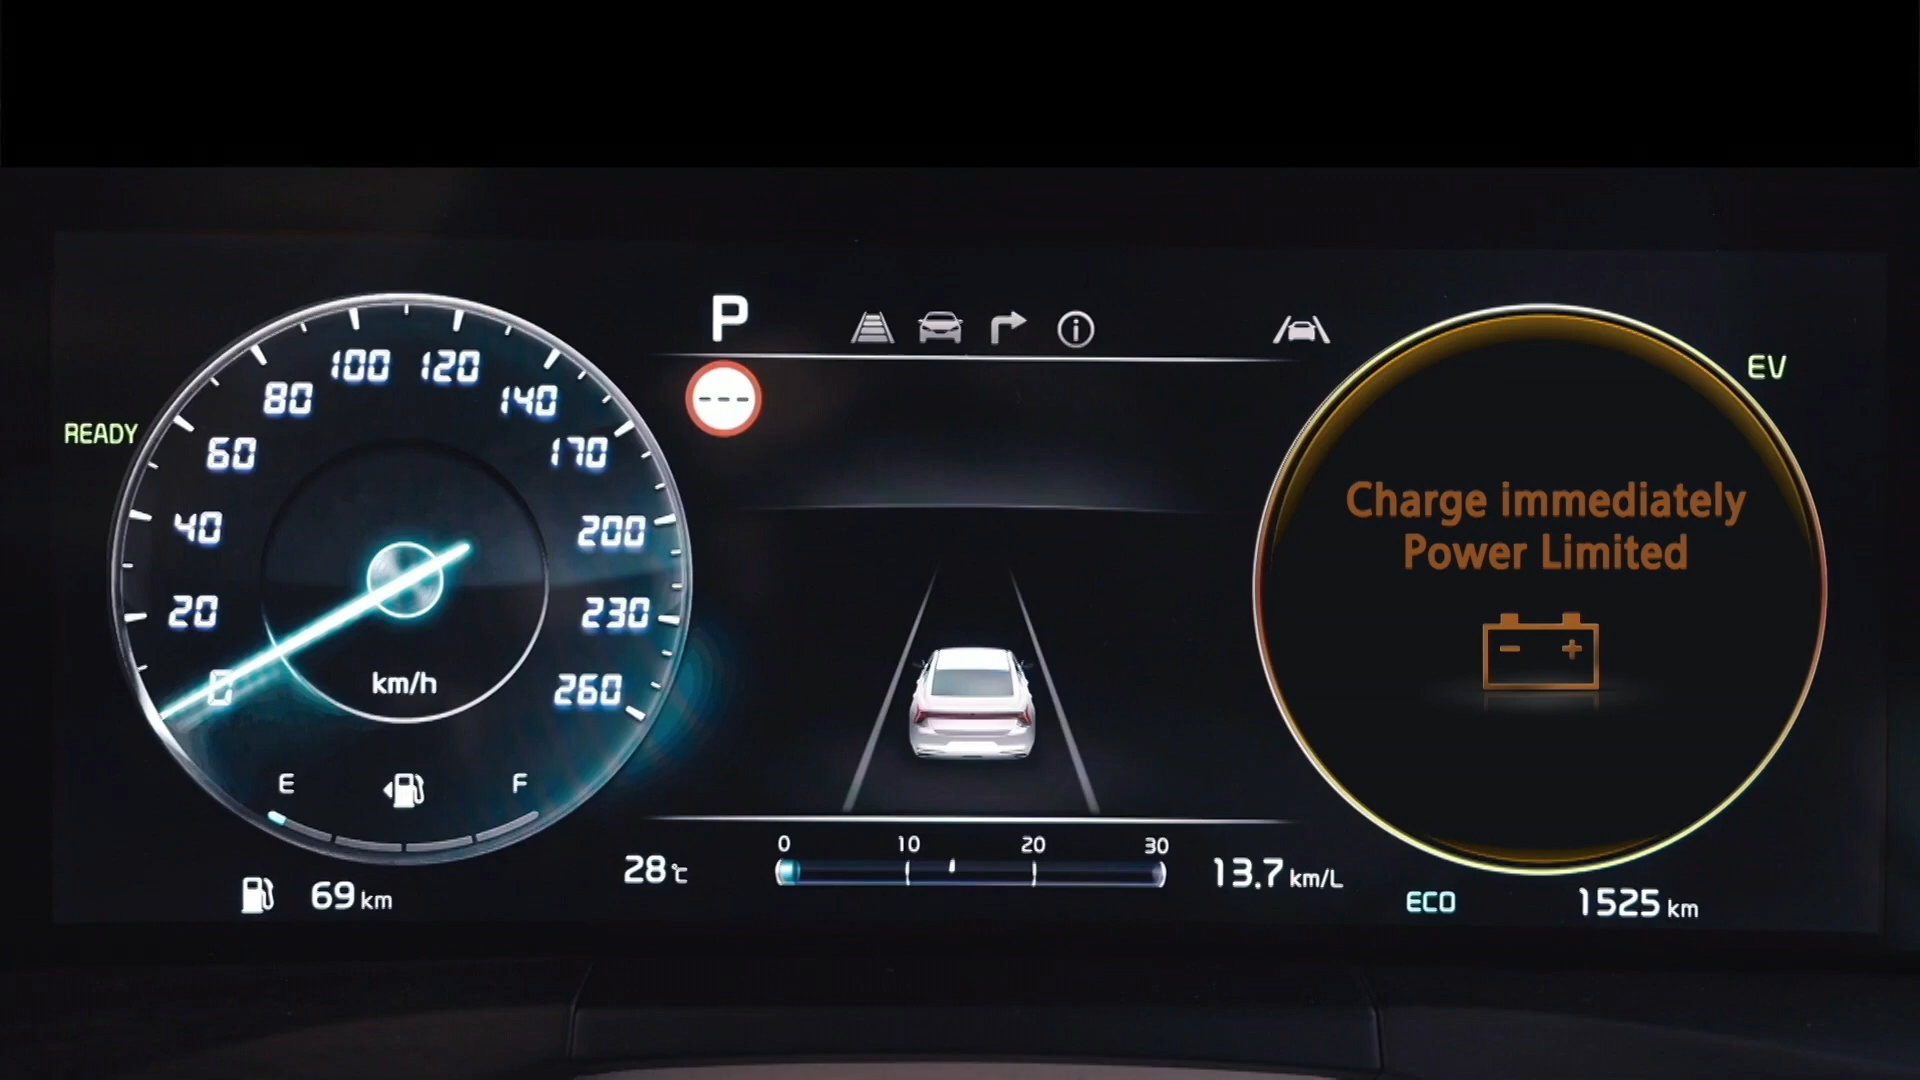 P
READY
EV
0
20
40
60
80
100
120
140
170
200
230
260
km/h
E
F
69 km
---
28℃
0 10 20 30
13.7 km/L
Charge immediately
Power Limited
- +
ECO
1525 km